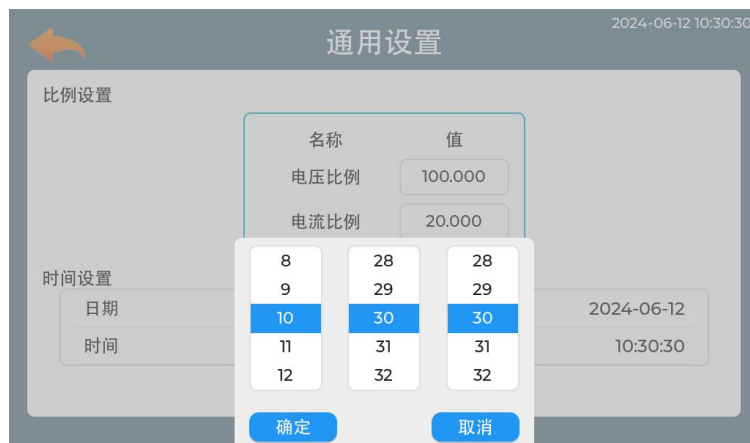 通用设置
2024-06-12 10:30:30
比例设置
名称 值
电压比例 100.000
电流比例 20.000
时间设置
日期 2024-06-12
时间 10:30:30
8 28 28
9 29 29
10 30 30
11 31 31
12 32 32
确定 取消